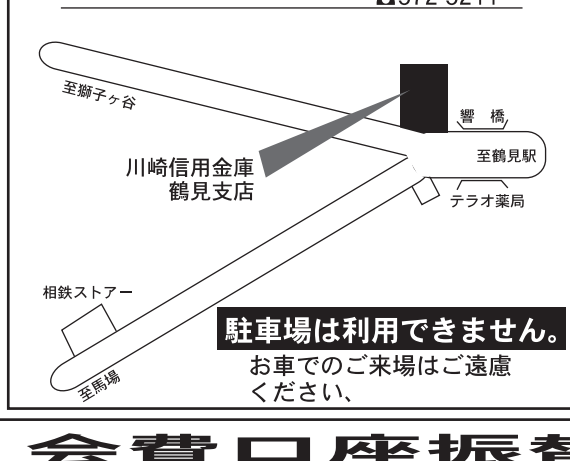 至獅子ヶ谷
響橋
至鶴見駅
川崎信用金庫
鶴見支店
テラオ薬局
相鉄ストアー
至馬場
駐車場は利用できません。
お車でのご来場はご遠慮
ください、